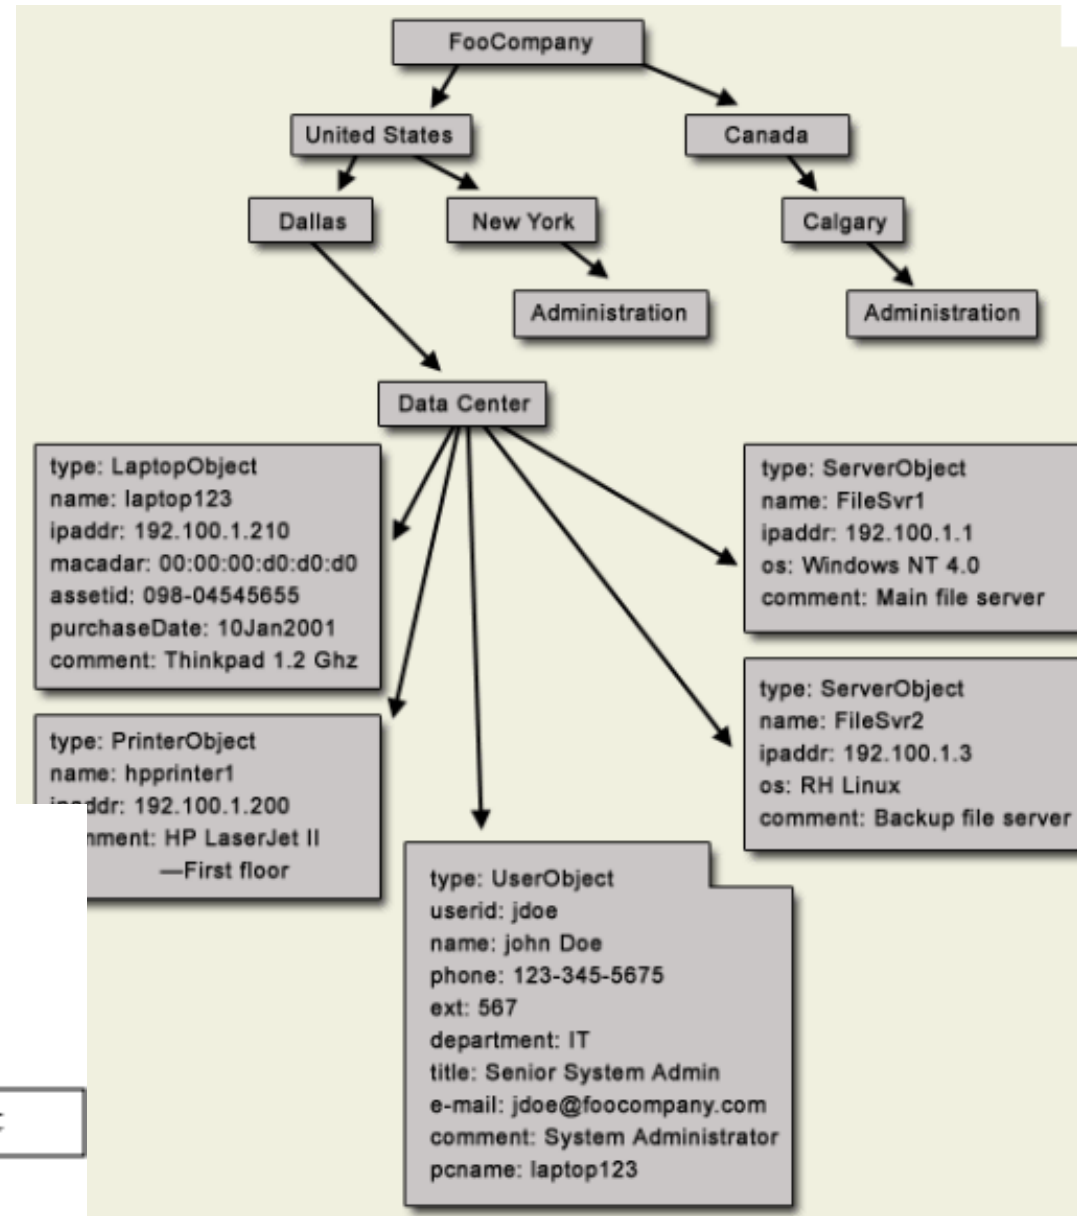 FooCompany
United States
Canada
Dallas
New York
Calgary
Administration
Administration
Data Center
type: LaptopObject
name: laptop123
ipaddr: 192.100.1.210
macadar: 00:00:00:d0:d0:d0
assetid: 098-04545655
purchaseDate: 10Jan2001
comment: Thinkpad 1.2 Ghz
type: PrinterObject
name: hpprinter1
192.100.1.200
HP LaserJet II
—First floor
type: UserObject
userid: jdoe
name: john Doe
phone: 123-345-5675
ext: 567
department: IT
title: Senior System Admin
e-mail: jdoe@foocompany.com
comment: System Administrator
pcname: laptop123
type: ServerObject
name: FileSvr1
ipaddr: 192.100.1.1
os: Windows NT 4.0
comment: Main file server
type: ServerObject
name: FileSvr2
ipaddr: 192.100.1.3
os: RH Linux
comment: Backup file server